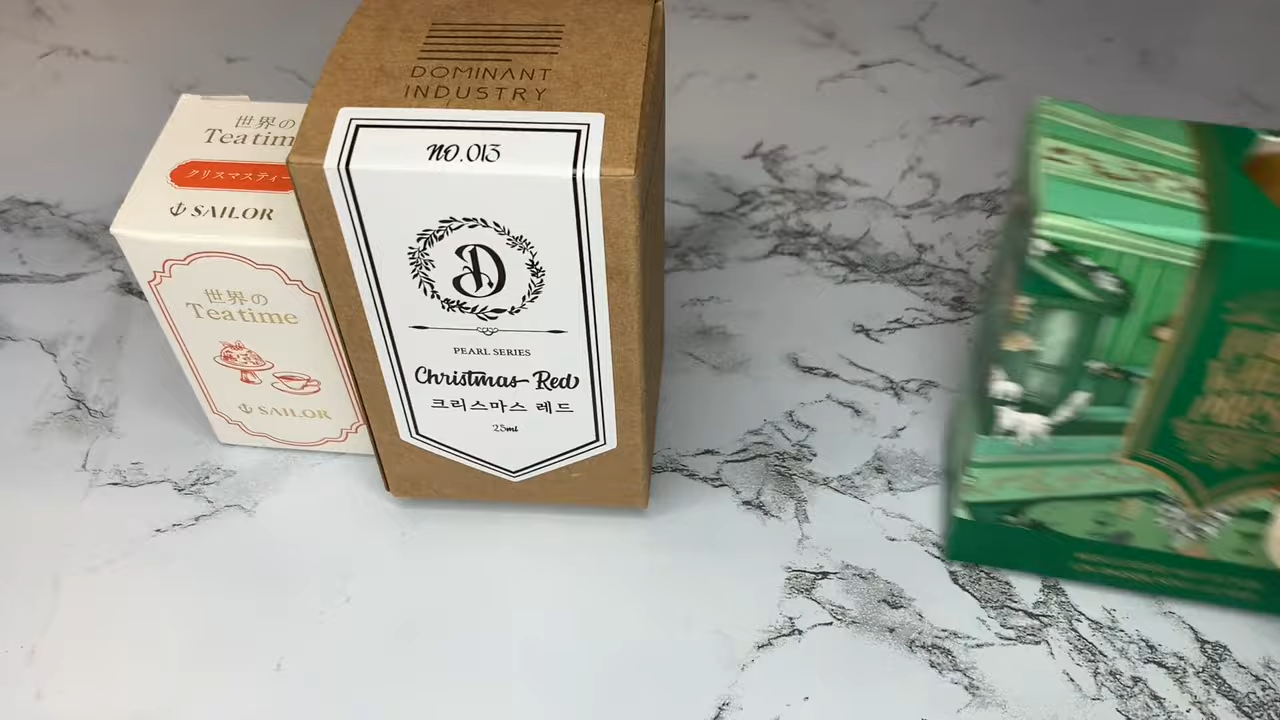 世界の
Teatim
クリスマスティー
SAILOR
世界の
Teatime
SAILOR
DOMINANT
INDUSTRY
NO.013
D
PEARL SERIES
Christmas Red
크리스마스 레드
25ml